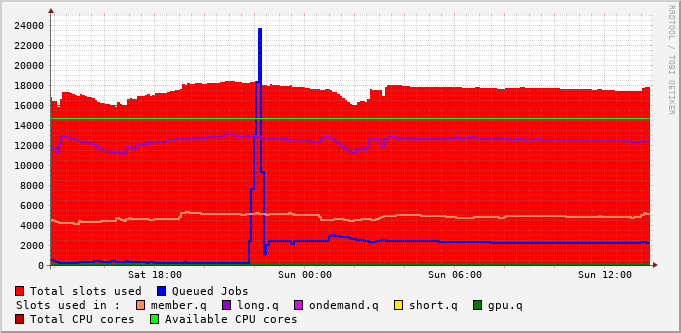 RRDTOOL / TOBI OETIKER
24000
22000
20000
18000
16000
14000
12000
10000
8000
6000
4000
2000
0
Sat 18:00 Sun 00:00 Sun 06:00 Sun 12:00
Total slots used Queued Jobs
Slots used in : member.q long.q ondemand.q short.q gpu.q
Total CPU cores Available CPU cores